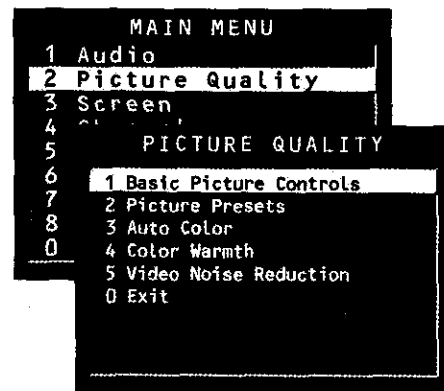 MAIN MENU
1 Audio
2 Picture Quality
3 Screen
4
5
6
7
8
0
PICTURE QUALITY
1 Basic Picture Controls
2 Picture Presets
3 Auto Color
4 Color Warmth
5 Video Noise Reduction
0 Exit